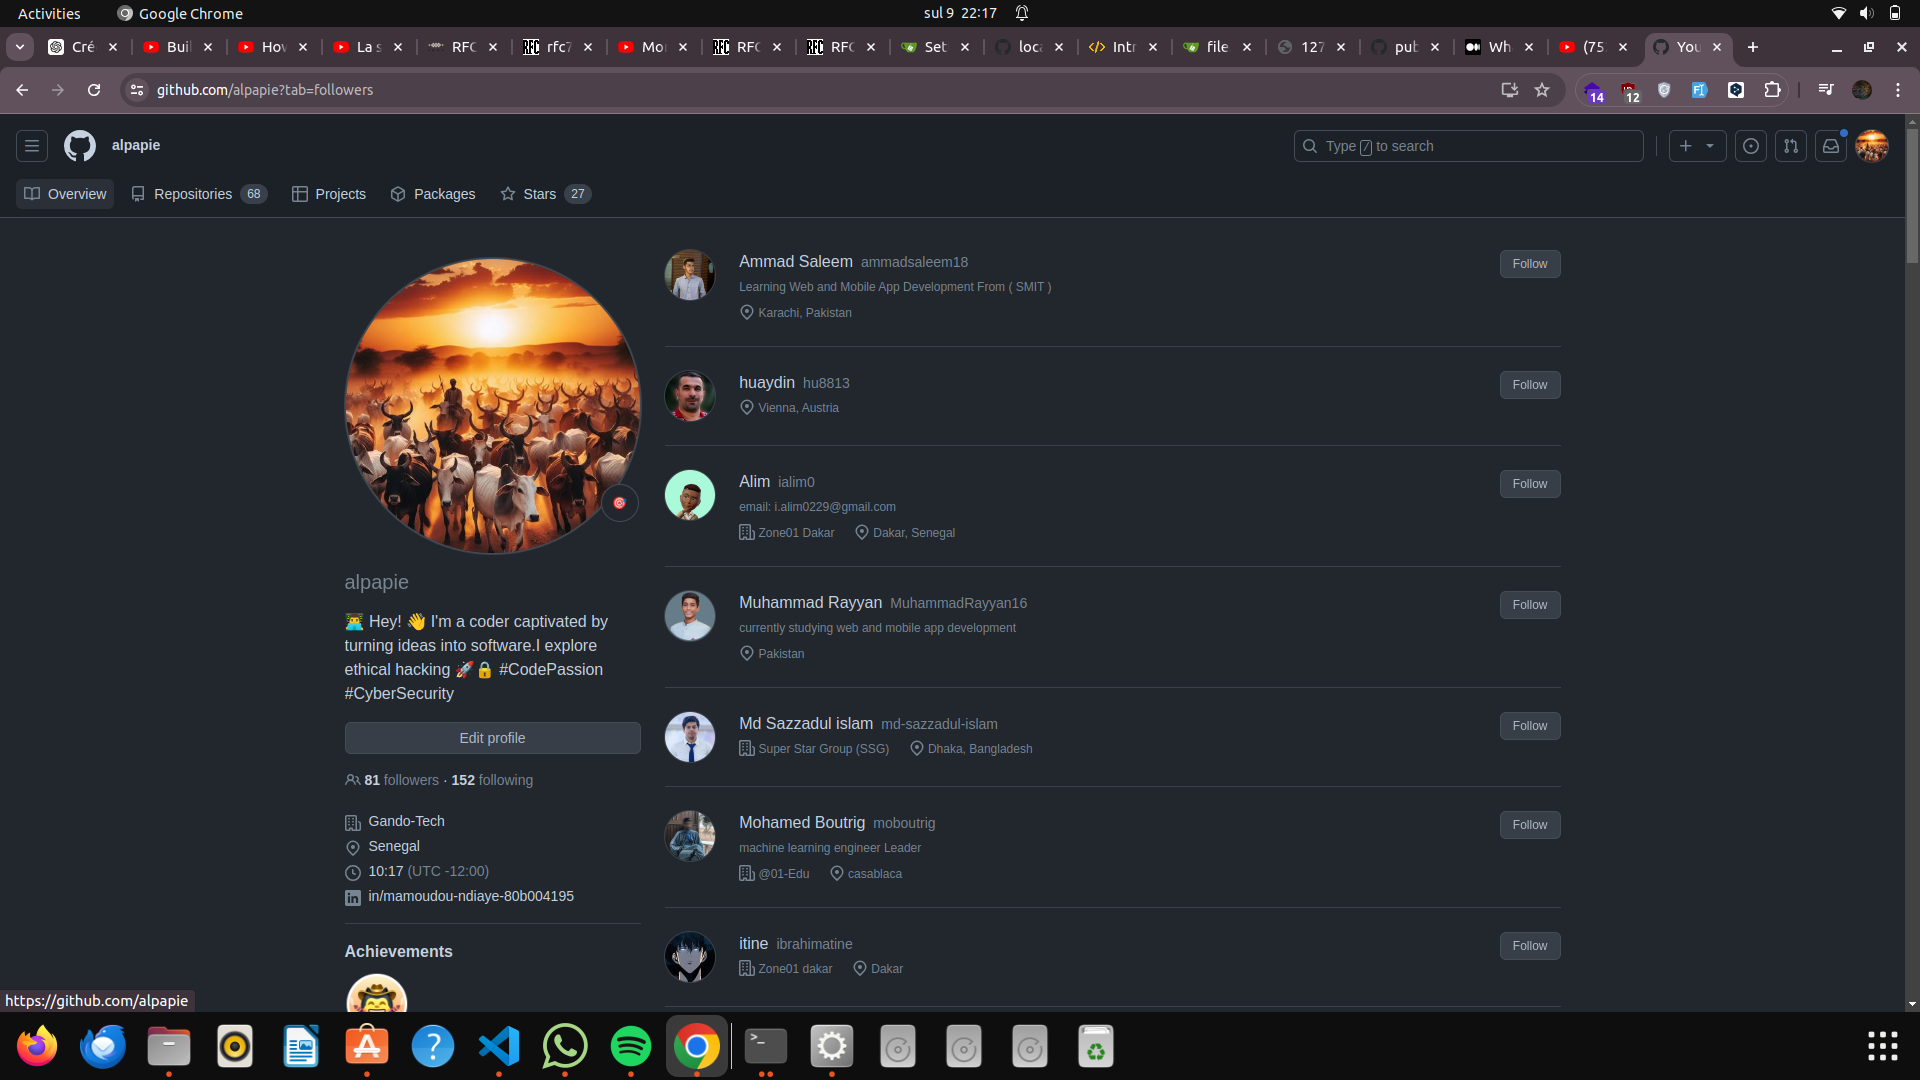 Activities
Google Chrome
sul 9 22:17
Cré
Buil
How
La s
RFC
rfc7
Mor
RFC
RFC
Set
loca
Intr
file
127
pub
Wh
(75
You
github.com/alpapie?tab=followers
14
12
alpapie
Type / to search
Overview
Repositories 68
Projects
Packages
Stars 27
alpapie
Hey! 👋 I'm a coder captivated by
turning ideas into software.I explore
ethical hacking 🚀🔒 #CodePassion
#CyberSecurity
Edit profile
81 followers · 152 following
Gando-Tech
Senegal
10:17 (UTC -12:00)
in/mamoudou-ndiaye-80b004195
Achievements
Ammad Saleem ammadsaleem18
Follow
Learning Web and Mobile App Development From ( SMIT )
Karachi, Pakistan
huaydin hu8813
Follow
Vienna, Austria
Alim ialim0
Follow
email: i.alim0229@gmail.com
Zone01 Dakar Dakar, Senegal
Muhammad Rayyan MuhammadRayyan16
Follow
currently studying web and mobile app development
Pakistan
Md Sazzadul islam md-sazzadul-islam
Follow
Super Star Group (SSG) Dhaka, Bangladesh
Mohamed Boutrig moboutrig
Follow
machine learning engineer Leader
@01-Edu casablaca
itine ibrahimatine
Follow
Zone01 dakar Dakar
https://github.com/alpapie